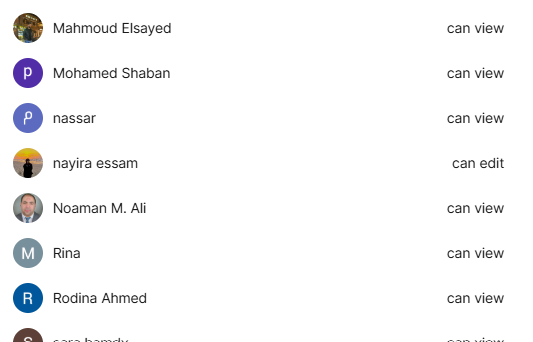 Mahmoud Elsayed can view
p Mohamed Shaban can view
nassar can view
nayira essam can edit
Noaman M. Ali can view
M Rina can view
R Rodina Ahmed can view
sara hamdy can view